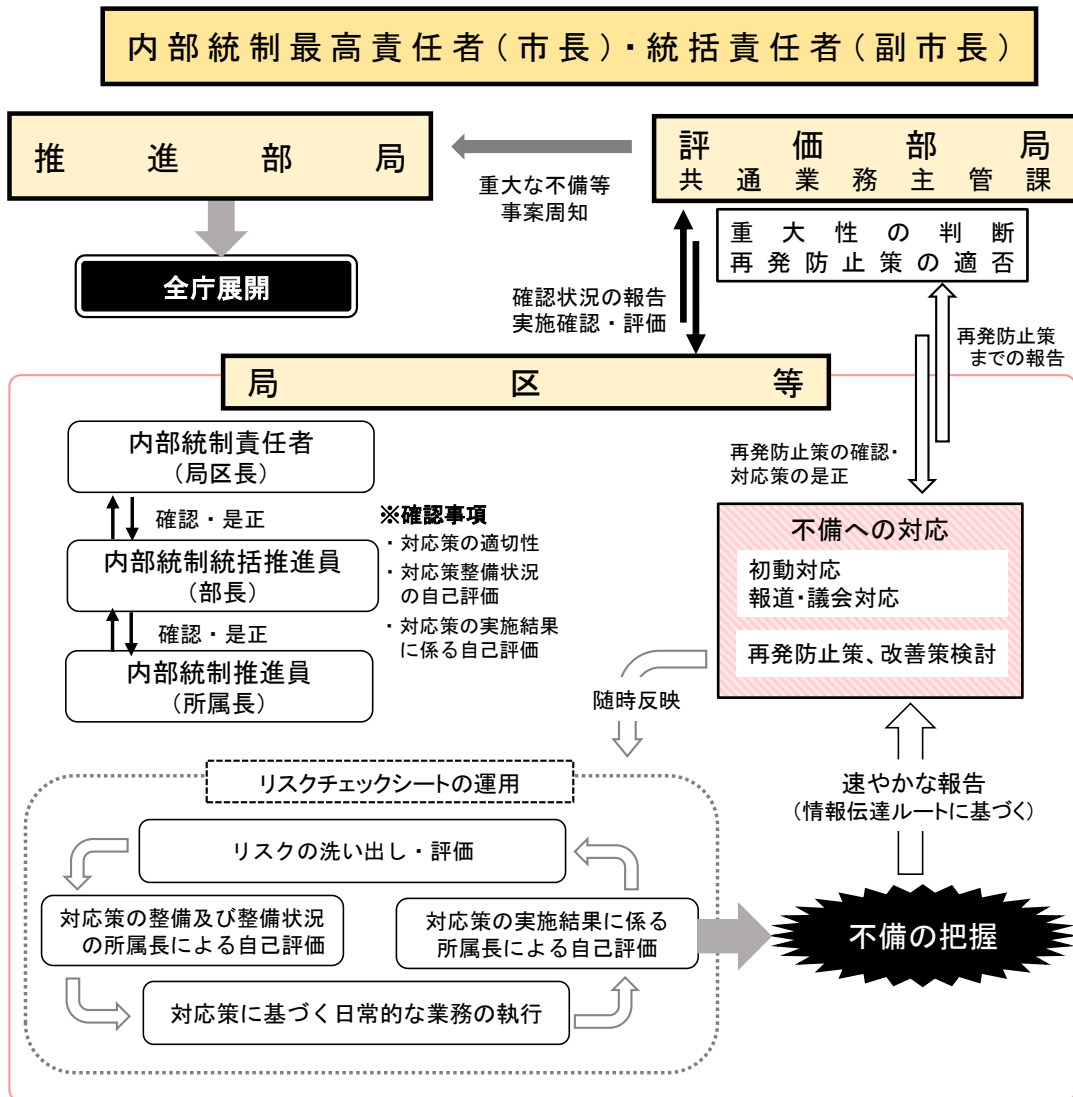 内部統制最高責任者(市長)・統括責任者(副市長)
推進部局
評価部局
共通業務主管課
重大な不備等
事案周知
重大性の判断
再発防止策の適否
全庁展開
確認状況の報告
実施確認・評価
再発防止策
までの報告
局区等
内部統制責任者
(局区長)
確認・是正
内部統制統括推進員
(部長)
確認・是正
内部統制推進員
(所属長)
※確認事項
・対応策の適切性
・対応策整備状況
の自己評価
・対応策の実施結果
に係る自己評価
再発防止策の確認・
対応策の是正
不備への対応
初動対応
報道・議会対応
再発防止策、改善策検討
随時反映
速やかな報告
(情報伝達ルートに基づく)
リスクチェックシートの運用
リスクの洗い出し・評価
対応策の整備及び整備状況
の所属長による自己評価
対応策の実施結果に係る
所属長による自己評価
不備の把握
対応策に基づく日常的な業務の執行